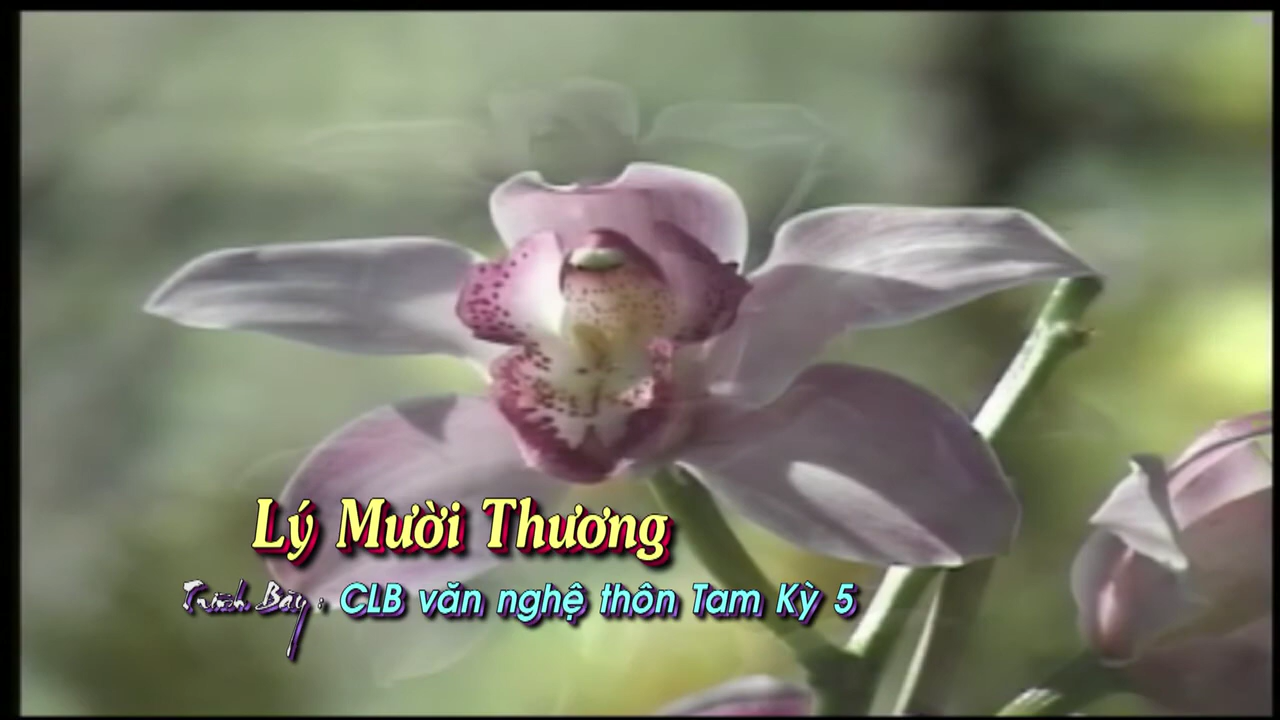 Lý Mười Thương
Trình Bày : CLB văn nghệ thôn Tam Kỳ 5